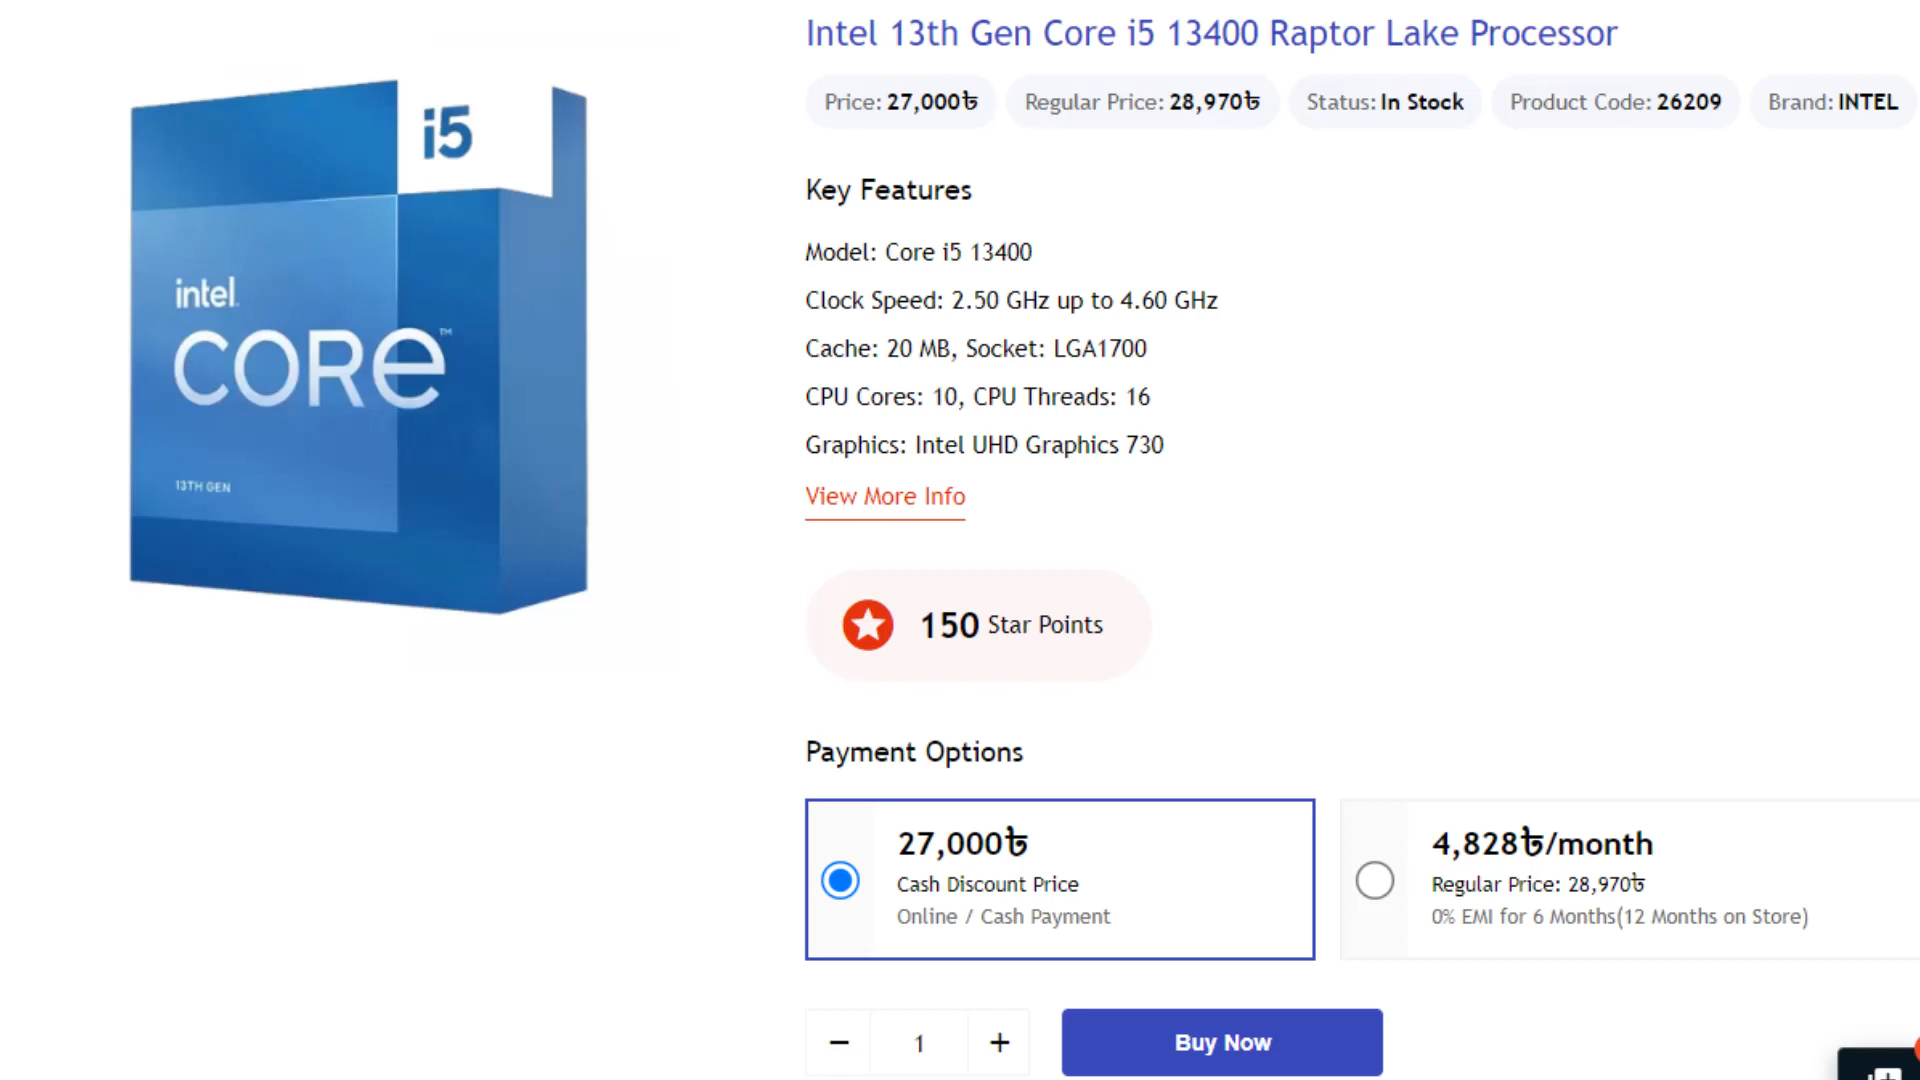 i5
intel
CORE™
13TH GEN
Intel 13th Gen Core i5 13400 Raptor Lake Processor
Price: 27,000৳ Regular Price: 28,970৳ Status: In Stock Product Code: 26209 Brand: INTEL
Key Features
Model: Core i5 13400
Clock Speed: 2.50 GHz up to 4.60 GHz
Cache: 20 MB, Socket: LGA1700
CPU Cores: 10, CPU Threads: 16
Graphics: Intel UHD Graphics 730
View More Info
150 Star Points
Payment Options
27,000৳
Cash Discount Price
Online / Cash Payment
4,828৳/month
Regular Price: 28,970৳
0% EMI for 6 Months(12 Months on Store)
− 1 +
Buy Now